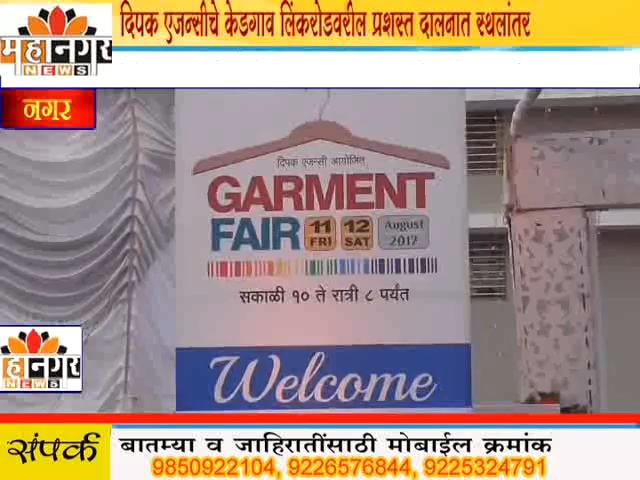 दिपक एजन्सीचे केडगाव लिंकरोडवरील प्रशस्त दालनात स्थलांतर
महानगर
NEWS
नगर
दिपक एजन्सी आयोजित
GARMENT
FAIR 11 FRI 12 SAT August 2017
सकाळी १० ते रात्री ८ पर्यंत
Welcome
महानगर
NEWS
संपर्क बातम्या व जाहिरातींसाठी मोबाईल क्रमांक
9850922104, 9226576844, 9225324791